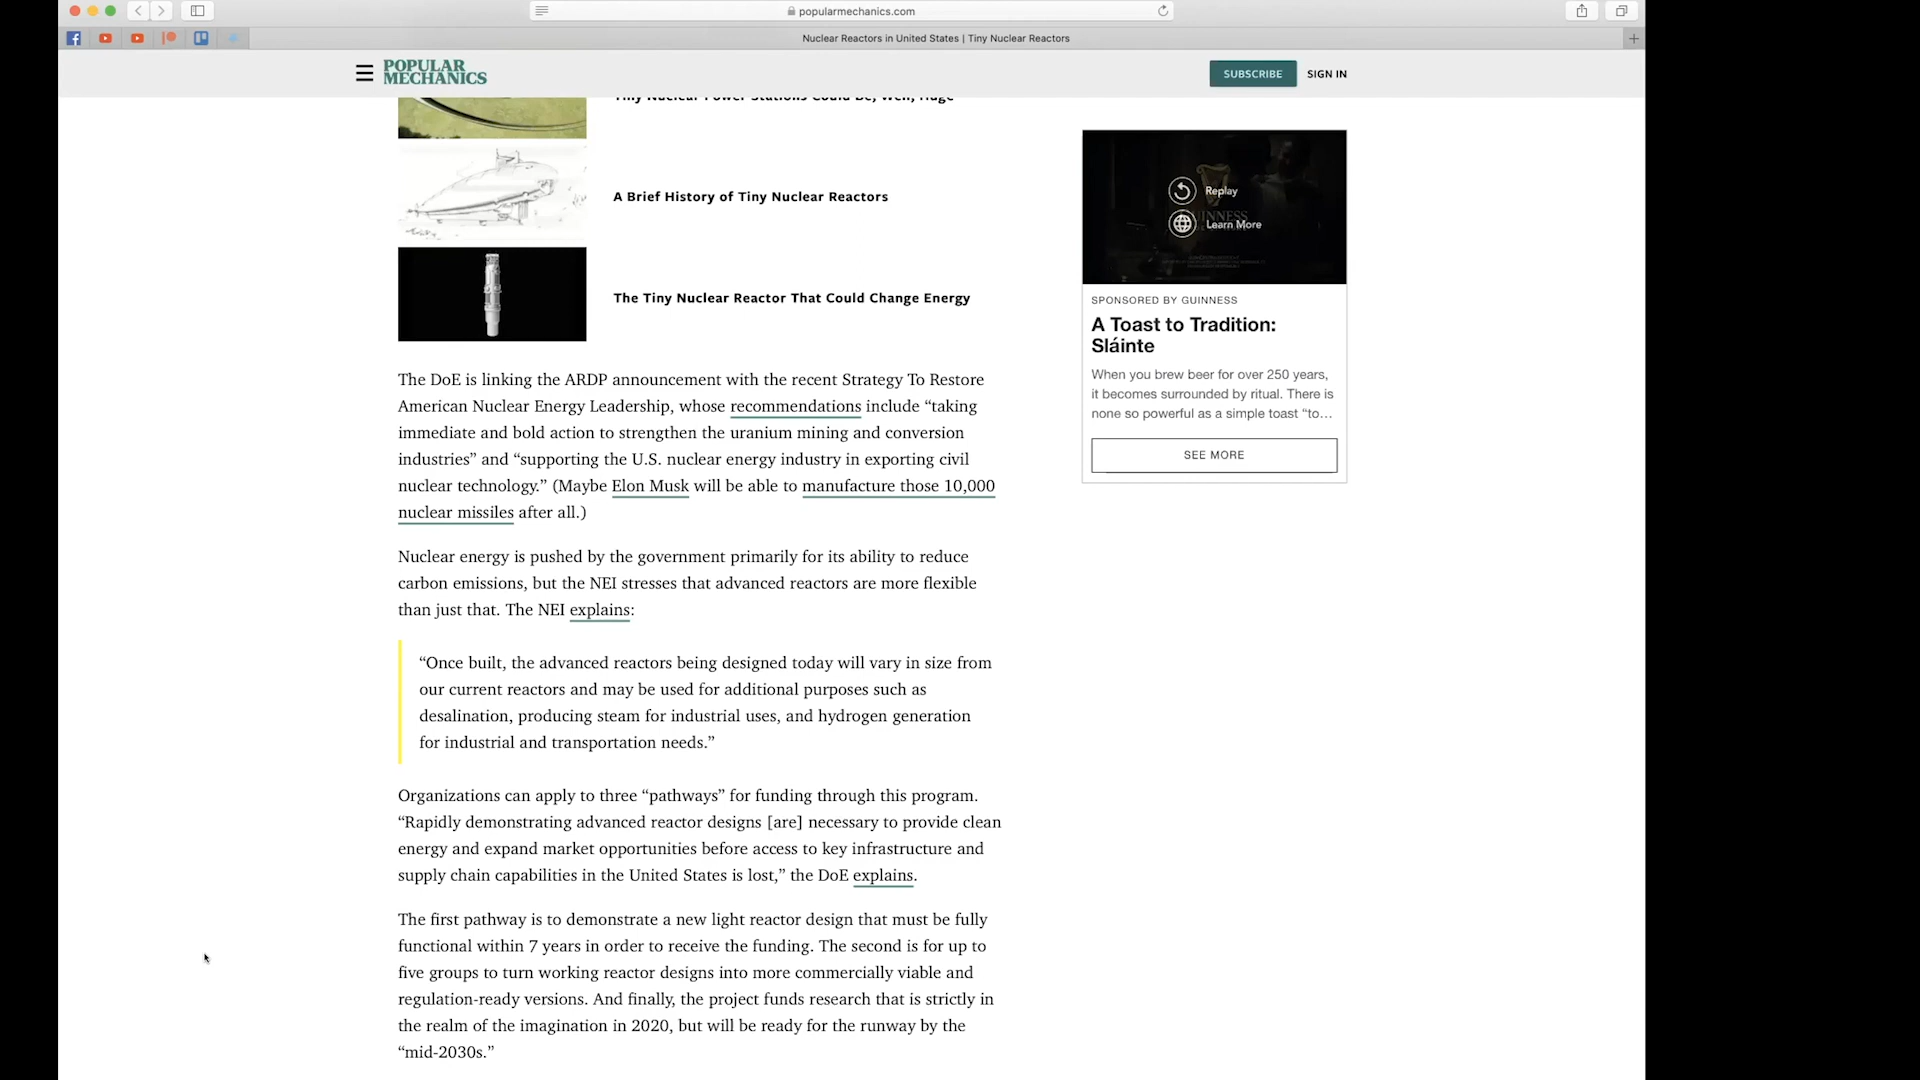 popularmechanics.com
Nuclear Reactors in United States | Tiny Nuclear Reactors
POPULAR
MECHANICS
SUBSCRIBE
SIGN IN
Tiny Nuclear Power Stations Could Be, Well, Huge
A Brief History of Tiny Nuclear Reactors
The Tiny Nuclear Reactor That Could Change Energy
The DoE is linking the ARDP announcement with the recent Strategy To Restore
American Nuclear Energy Leadership, whose recommendations include “taking
immediate and bold action to strengthen the uranium mining and conversion
industries” and “supporting the U.S. nuclear energy industry in exporting civil
nuclear technology.” (Maybe Elon Musk will be able to manufacture those 10,000
nuclear missiles after all.)
Nuclear energy is pushed by the government primarily for its ability to reduce
carbon emissions, but the NEI stresses that advanced reactors are more flexible
than just that. The NEI explains:
“Once built, the advanced reactors being designed today will vary in size from
our current reactors and may be used for additional purposes such as
desalination, producing steam for industrial uses, and hydrogen generation
for industrial and transportation needs.”
Organizations can apply to three “pathways” for funding through this program.
“Rapidly demonstrating advanced reactor designs [are] necessary to provide clean
energy and expand market opportunities before access to key infrastructure and
supply chain capabilities in the United States is lost,” the DoE explains.
The first pathway is to demonstrate a new light reactor design that must be fully
functional within 7 years in order to receive the funding. The second is for up to
five groups to turn working reactor designs into more commercially viable and
regulation-ready versions. And finally, the project funds research that is strictly in
the realm of the imagination in 2020, but will be ready for the runway by the
“mid-2030s.”
Replay
GUINNESS
Learn More
SPONSORED BY GUINNESS
A Toast to Tradition:
Sláinte
When you brew beer for over 250 years,
it becomes surrounded by ritual. There is
none so powerful as a simple toast “to…
SEE MORE